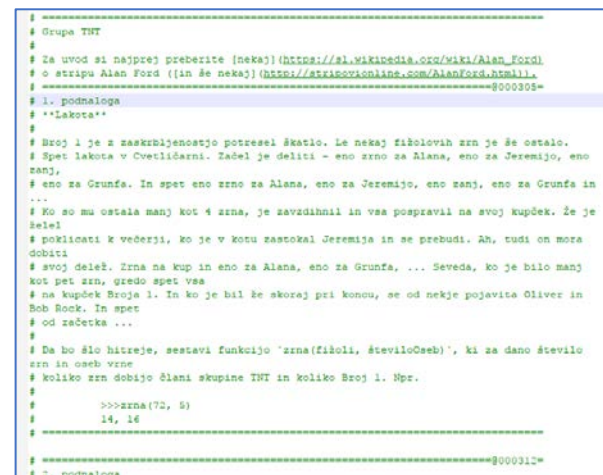 # ==========================================================
# Grupa TNT
#
# Za uvod si najprej preberite [nekaj](https://sl.wikipedia.org/wiki/Alan_Ford)
# o stripu Alan Ford ([in še nekaj](http://stripovionline.com/AlanFord.html)).
# =====================================================@000305=
# 1. podnaloga
# **Lakota**
#
# Broj 1 je z zaskrbljenostjo potresel škatlo. Le nekaj fižolovih zrn je še ostalo.
# Spet lakota v Cvetličarni. Začel je deliti - eno zrno za Alana, eno za Jeremijo, eno
zanj,
# eno za Grunfa. In spet eno zrno za Alana, eno za Jeremijo, eno zanj, eno za Grunfa in
...
# Ko so mu ostala manj kot 4 zrna, je zavzdihnil in vsa pospravil na svoj kupček. Že je
želel
# poklicati k večerji, ko je v kotu zastokal Jeremija in se prebudi. Ah, tudi on mora
dobiti
# svoj delež. Zrna na kup in eno za Alana, eno za Grunfa, ... Seveda, ko je bilo manj
kot pet zrn, gredo spet vsa
# na kupček Broja 1. In ko je bil že skoraj pri koncu, se od nekje pojavita Oliver in
Bob Rock. In spet
# od začetka ...
#
# Da bo šlo hitreje, sestavi funkcijo `zrna(fižoli, številoOseb)`, ki za dano število
zrn in oseb vrne
# koliko zrn dobijo člani skupine TNT in koliko Broj 1. Npr.
#
# >>>zrna(72, 5)
# 14, 16
# ==========================================================
# =====================================================@000312=
# 2. podnaloga